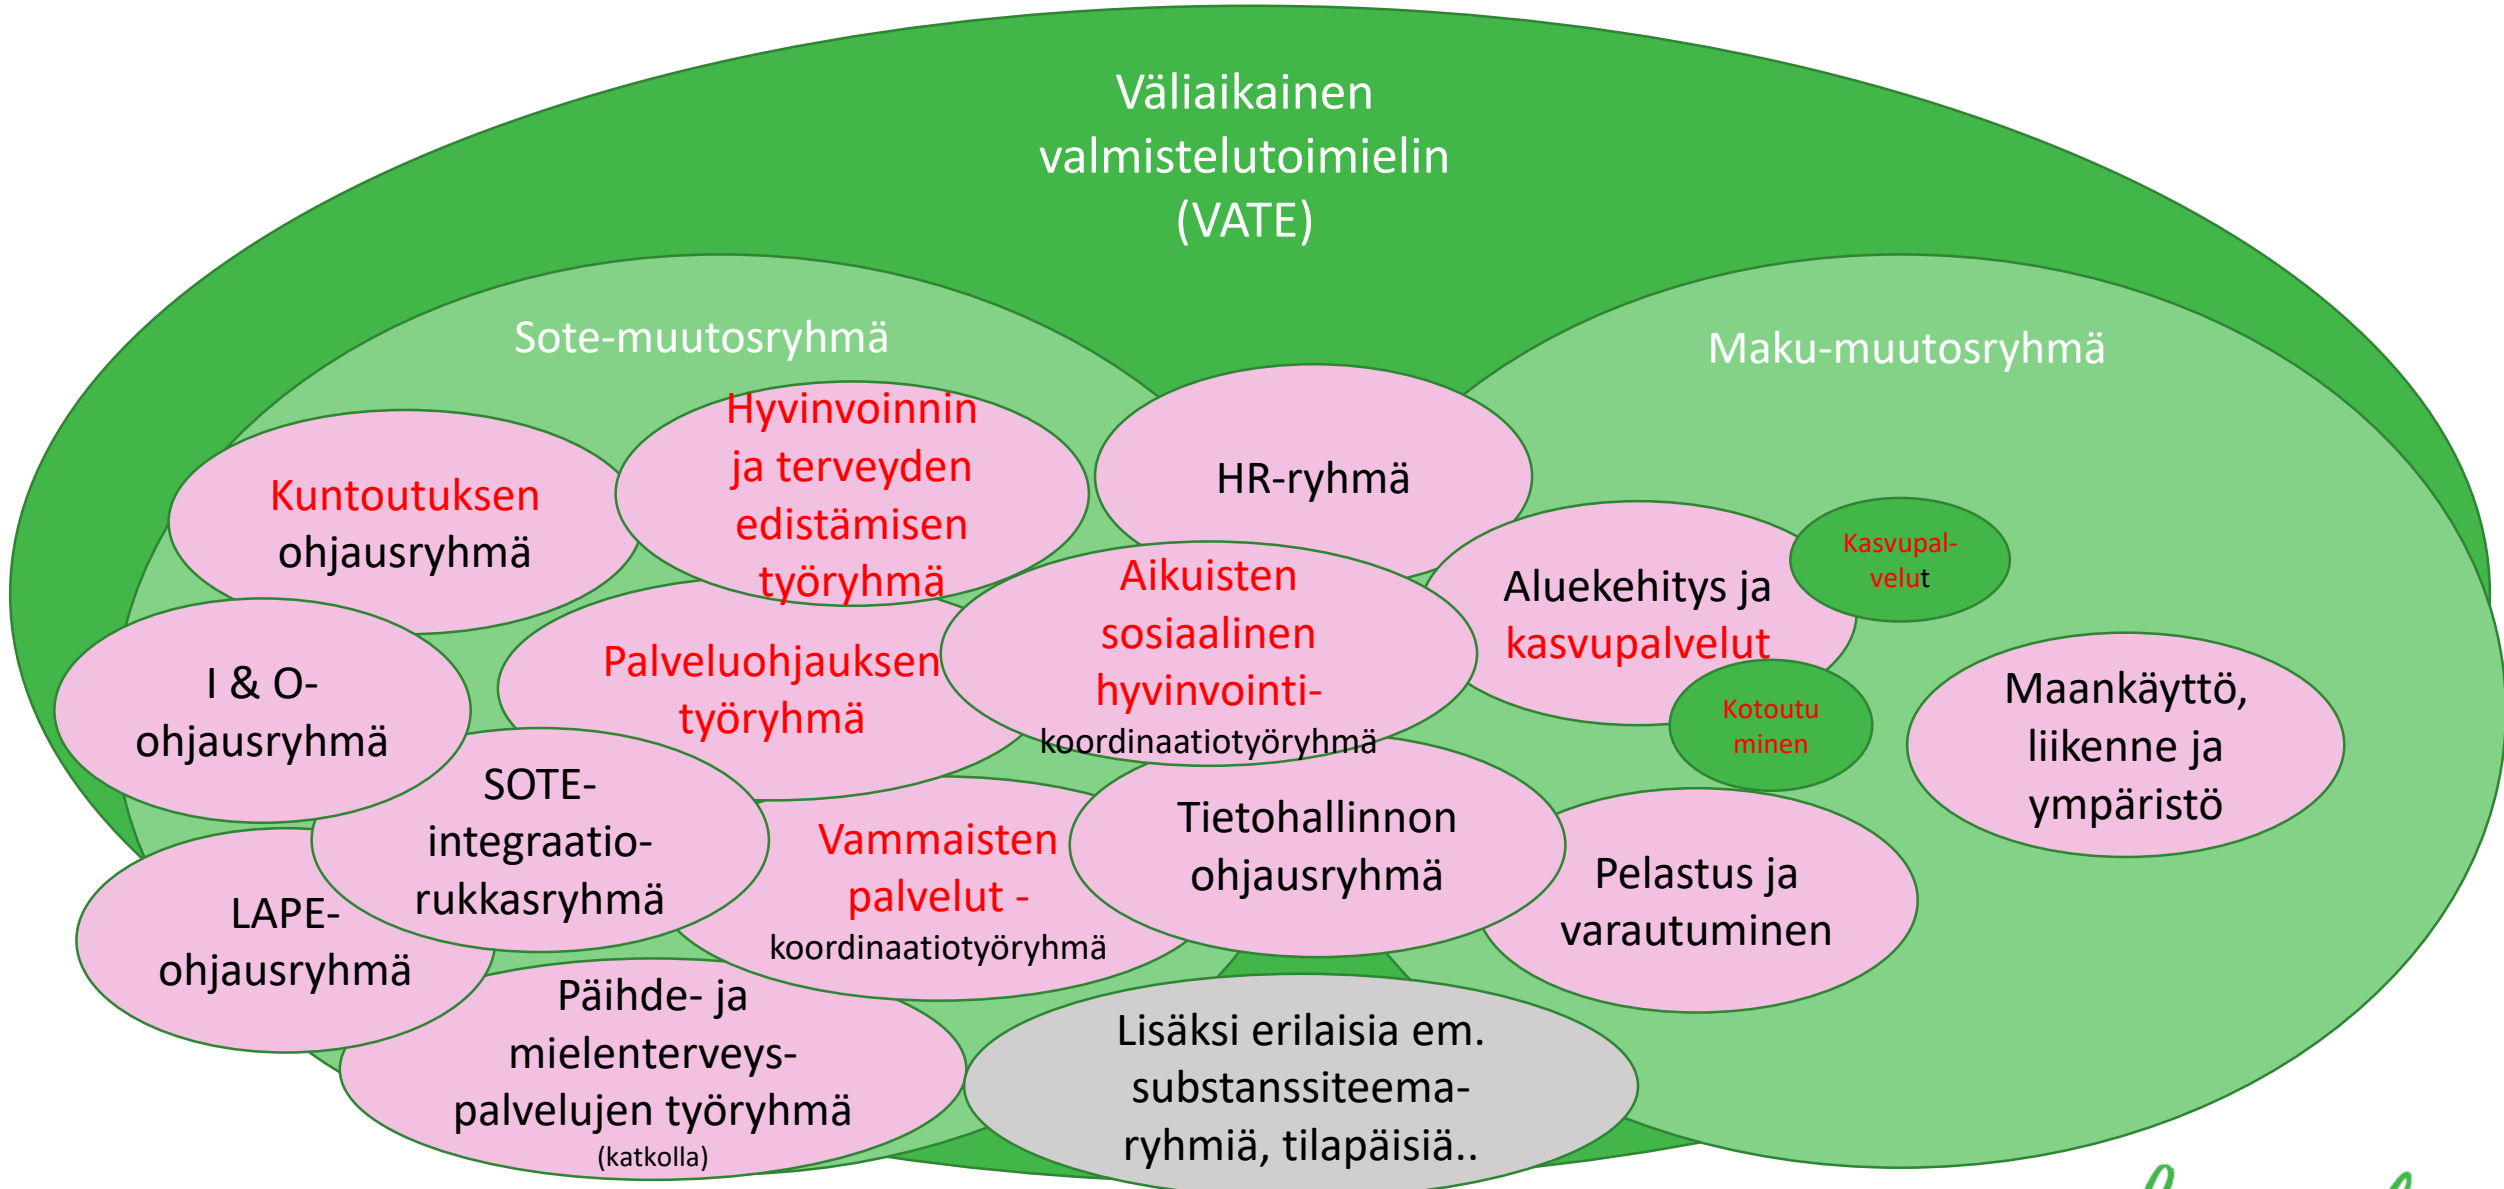 Väliaikainen
valmistelutoimielin
(VATE)
Sote-muutosryhmä
Maku-muutosryhmä
Kuntoutuksen
ohjausryhmä
Hyvinvoinnin
ja terveyden
edistämisen
työryhmä
HR-ryhmä
Aikuisten
sosiaalinen
hyvinvointi-
koordinaatiotyöryhmä
Aluekehitys ja
kasvupalvelut
Kasvupal-
velut
Kotoutu
minen
Maankäyttö,
liikenne ja
ympäristö
I & O-
ohjausryhmä
Palveluohjauksen
työryhmä
SOTE-
integraatio-
rukkasryhmä
Vammaisten
palvelut -
koordinaatiotyöryhmä
Tietohallinnon
ohjausryhmä
Pelastus ja
varautuminen
LAPE-
ohjausryhmä
Päihde- ja
mielenterveys-
palvelujen työryhmä
(katkolla)
Lisäksi erilaisia em.
substanssiteema-
ryhmiä, tilapäisiä..